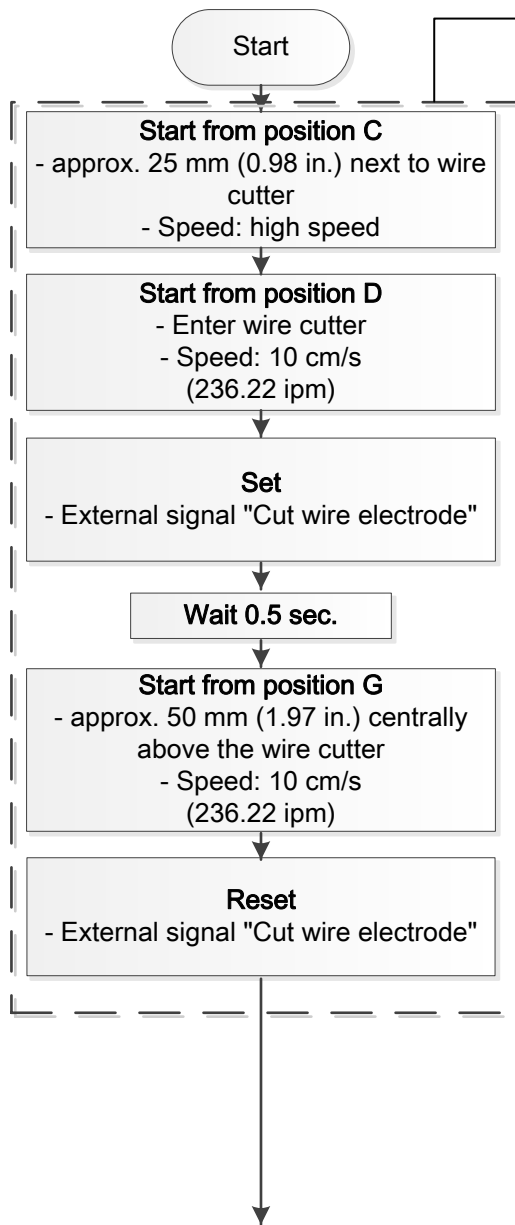 Start
Start from position C
- approx. 25 mm (0.98 in.) next to wire
cutter
- Speed: high speed
Start from position D
- Enter wire cutter
- Speed: 10 cm/s
(236.22 ipm)
Set
- External signal "Cut wire electrode"
Wait 0.5 sec.
Start from position G
- approx. 50 mm (1.97 in.) centrally
above the wire cutter
- Speed: 10 cm/s
(236.22 ipm)
Reset
- External signal "Cut wire electrode"